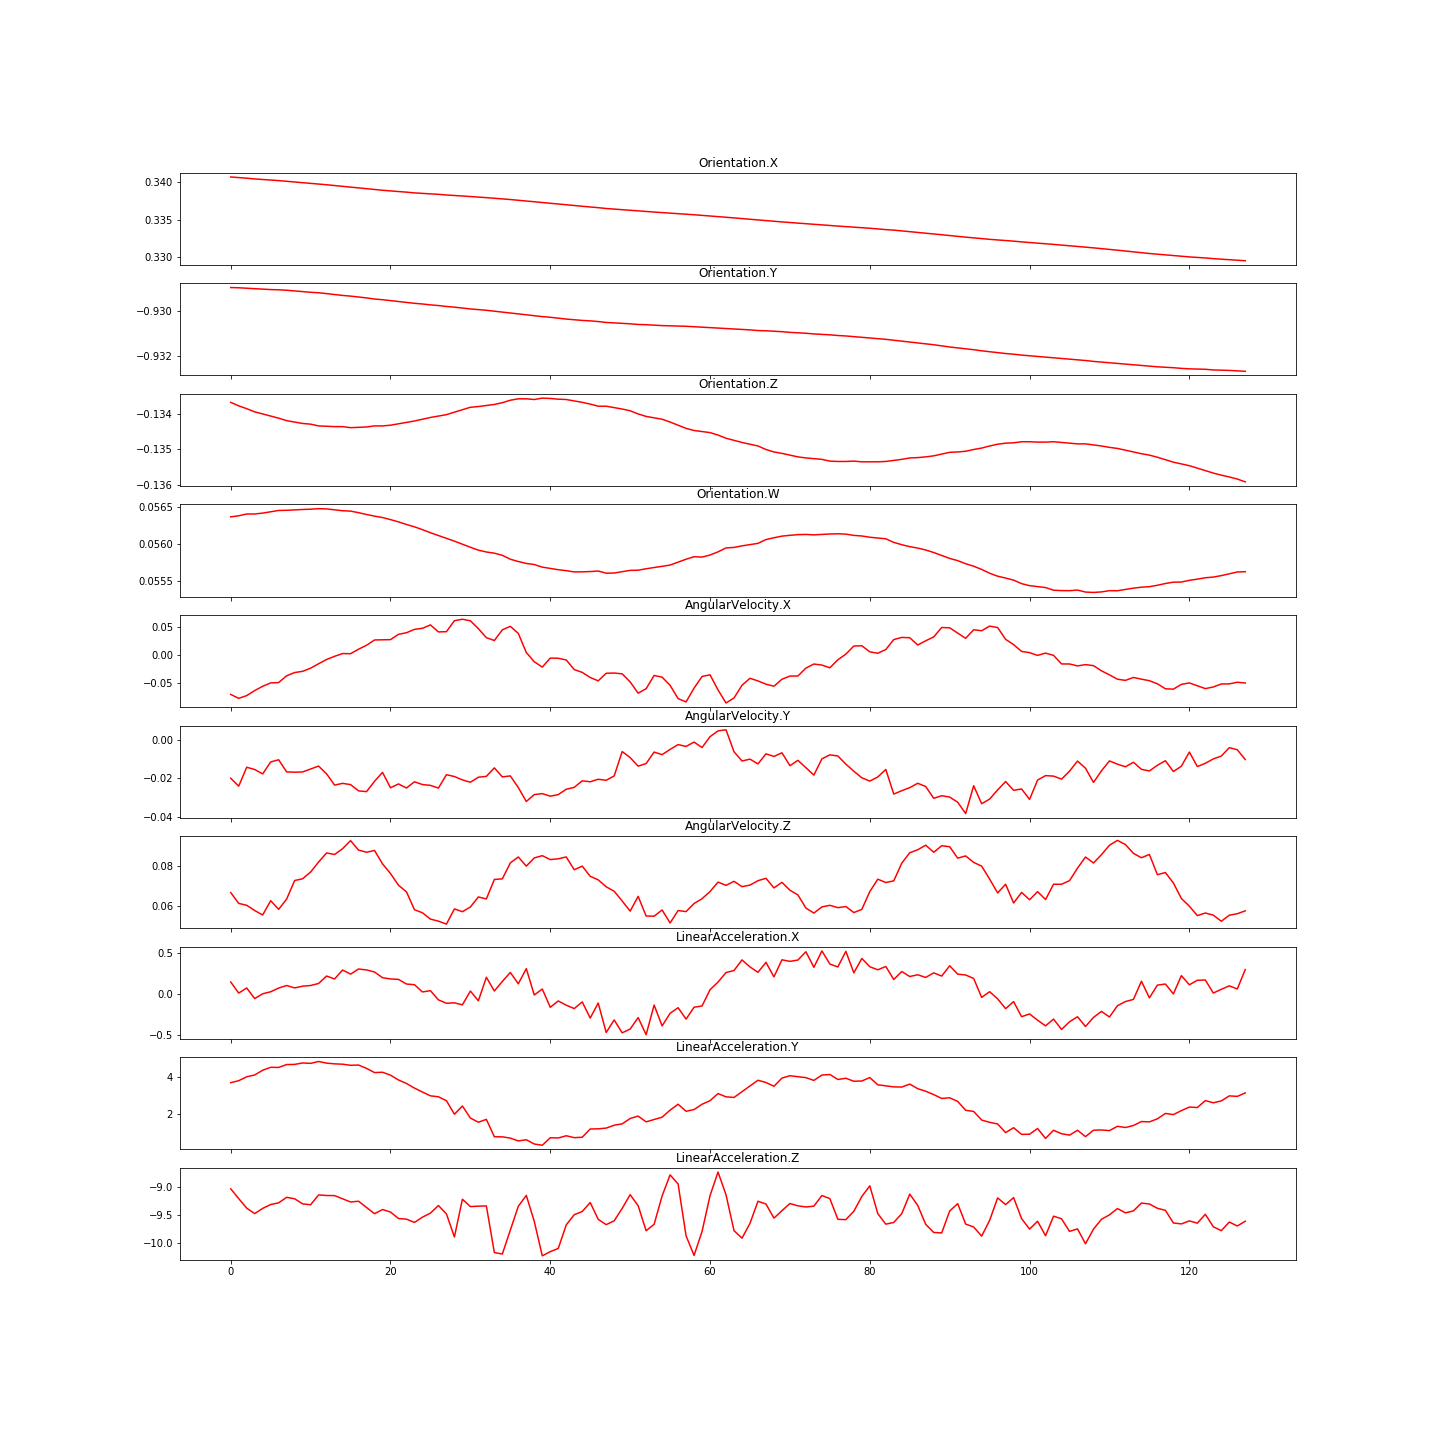 Orientation.X
0.340
0.335
0.330
Orientation.Y
−0.930
−0.932
Orientation.Z
−0.134
−0.135
−0.136
Orientation.W
0.0565
0.0560
0.0555
AngularVelocity.X
0.05
0.00
−0.05
AngularVelocity.Y
0.00
−0.02
−0.04
AngularVelocity.Z
0.08
0.06
LinearAcceleration.X
0.5
0.0
−0.5
LinearAcceleration.Y
4
2
LinearAcceleration.Z
−9.0
−9.5
−10.0
0 20 40 60 80 100 120